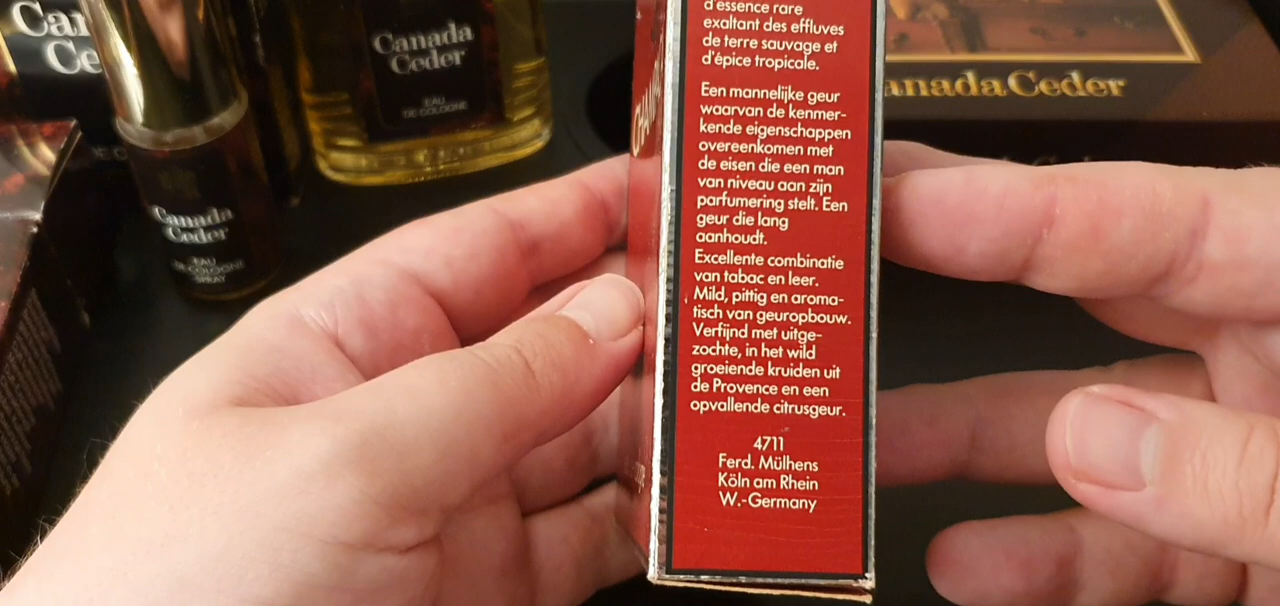 d'essence rare
exaltant des effluves
de terre sauvage et
d'épice tropicale.
Een mannelijke geur
waarvan de kenmer-
kende eigenschappen
overeenkomen met
de eisen die een man
van niveau aan zijn
parfumering stelt. Een
geur die lang
aanhoudt.
Excellente combinatie
van tabac en leer.
Mild, pittig en aroma-
tisch van geuropbouw.
Verfijnd met uitge-
zochte, in het wild
groeiende kruiden uit
de Provence en een
opvallende citrusgeur.
4711
Ferd. Mülhens
Köln am Rhein
W.-Germany
Canada
Ceder
EAU
DE COLOGNE
Canada
Ceder
EAU
DE COLOGNE
SPRAY
Can
Ce
anada Ceder